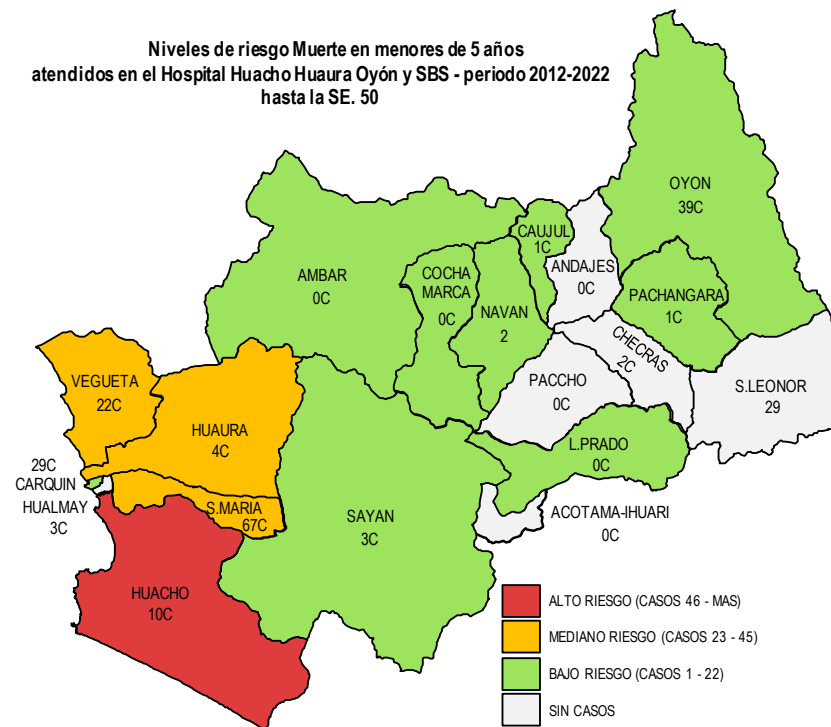 Niveles de riesgo Muerte en menores de 5 años
atendidos en el Hospital Huacho Huaura Oyón y SBS - periodo 2012-2022
hasta la SE. 50
OYON
39C
CAUJUL
1C
ANDAJES
0C
AMBAR
0C
COCHA
MARCA
0C
NAVAN
2
PACHANGARA
1C
CHECRAS
2C
PACCHO
0C
S.LEONOR
29
VEGUETA
22C
HUAURA
4C
L.PRADO
0C
29C
CARQUIN
HUALMAY
3C
S.MARIA
67C
SAYAN
3C
ACOTAMA-IHUARI
0C
HUACHO
10C
ALTO RIESGO (CASOS 46 - MAS)
MEDIANO RIESGO (CASOS 23 - 45)
BAJO RIESGO (CASOS 1 - 22)
SIN CASOS